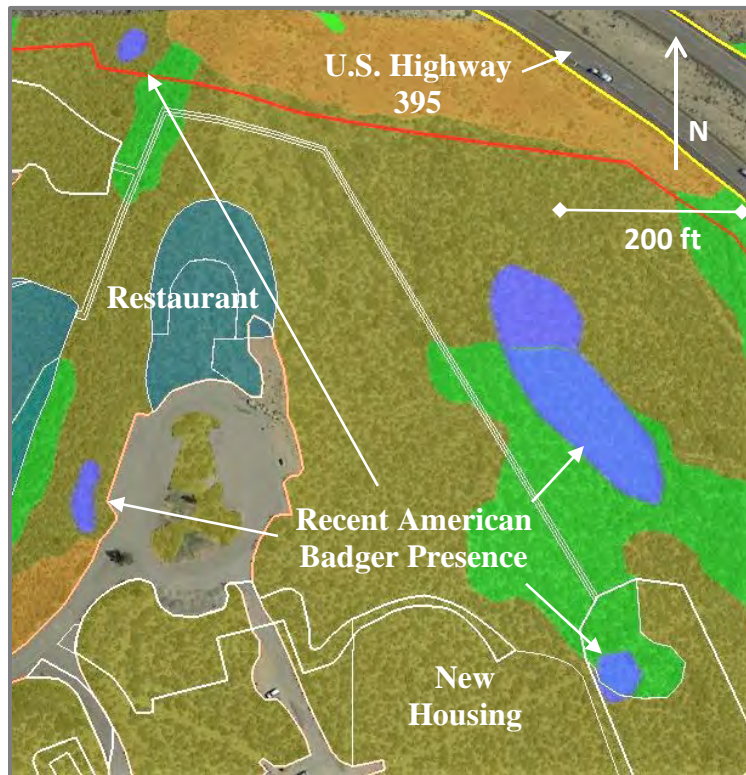 U.S. Highway
395
N
200 ft
Restaurant
Recent American
Badger Presence
New
Housing